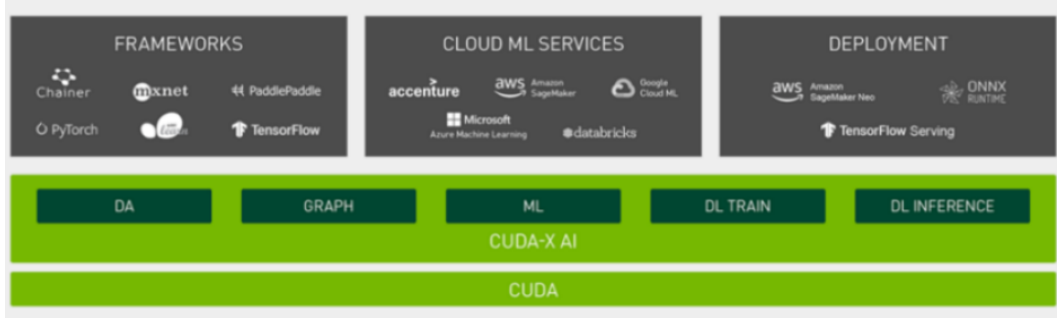 FRAMEWORKS
Chainer
mxnet
PaddlePaddle
PyTorch
learn
TensorFlow
CLOUD ML SERVICES
accenture
aws Amazon
SageMaker
Google
Cloud ML
Microsoft
Azure Machine Learning
databricks
DEPLOYMENT
aws Amazon
SageMaker Neo
ONNX
RUNTIME
TensorFlow Serving
DA
GRAPH
ML
DL TRAIN
DL INFERENCE
CUDA-X AI
CUDA